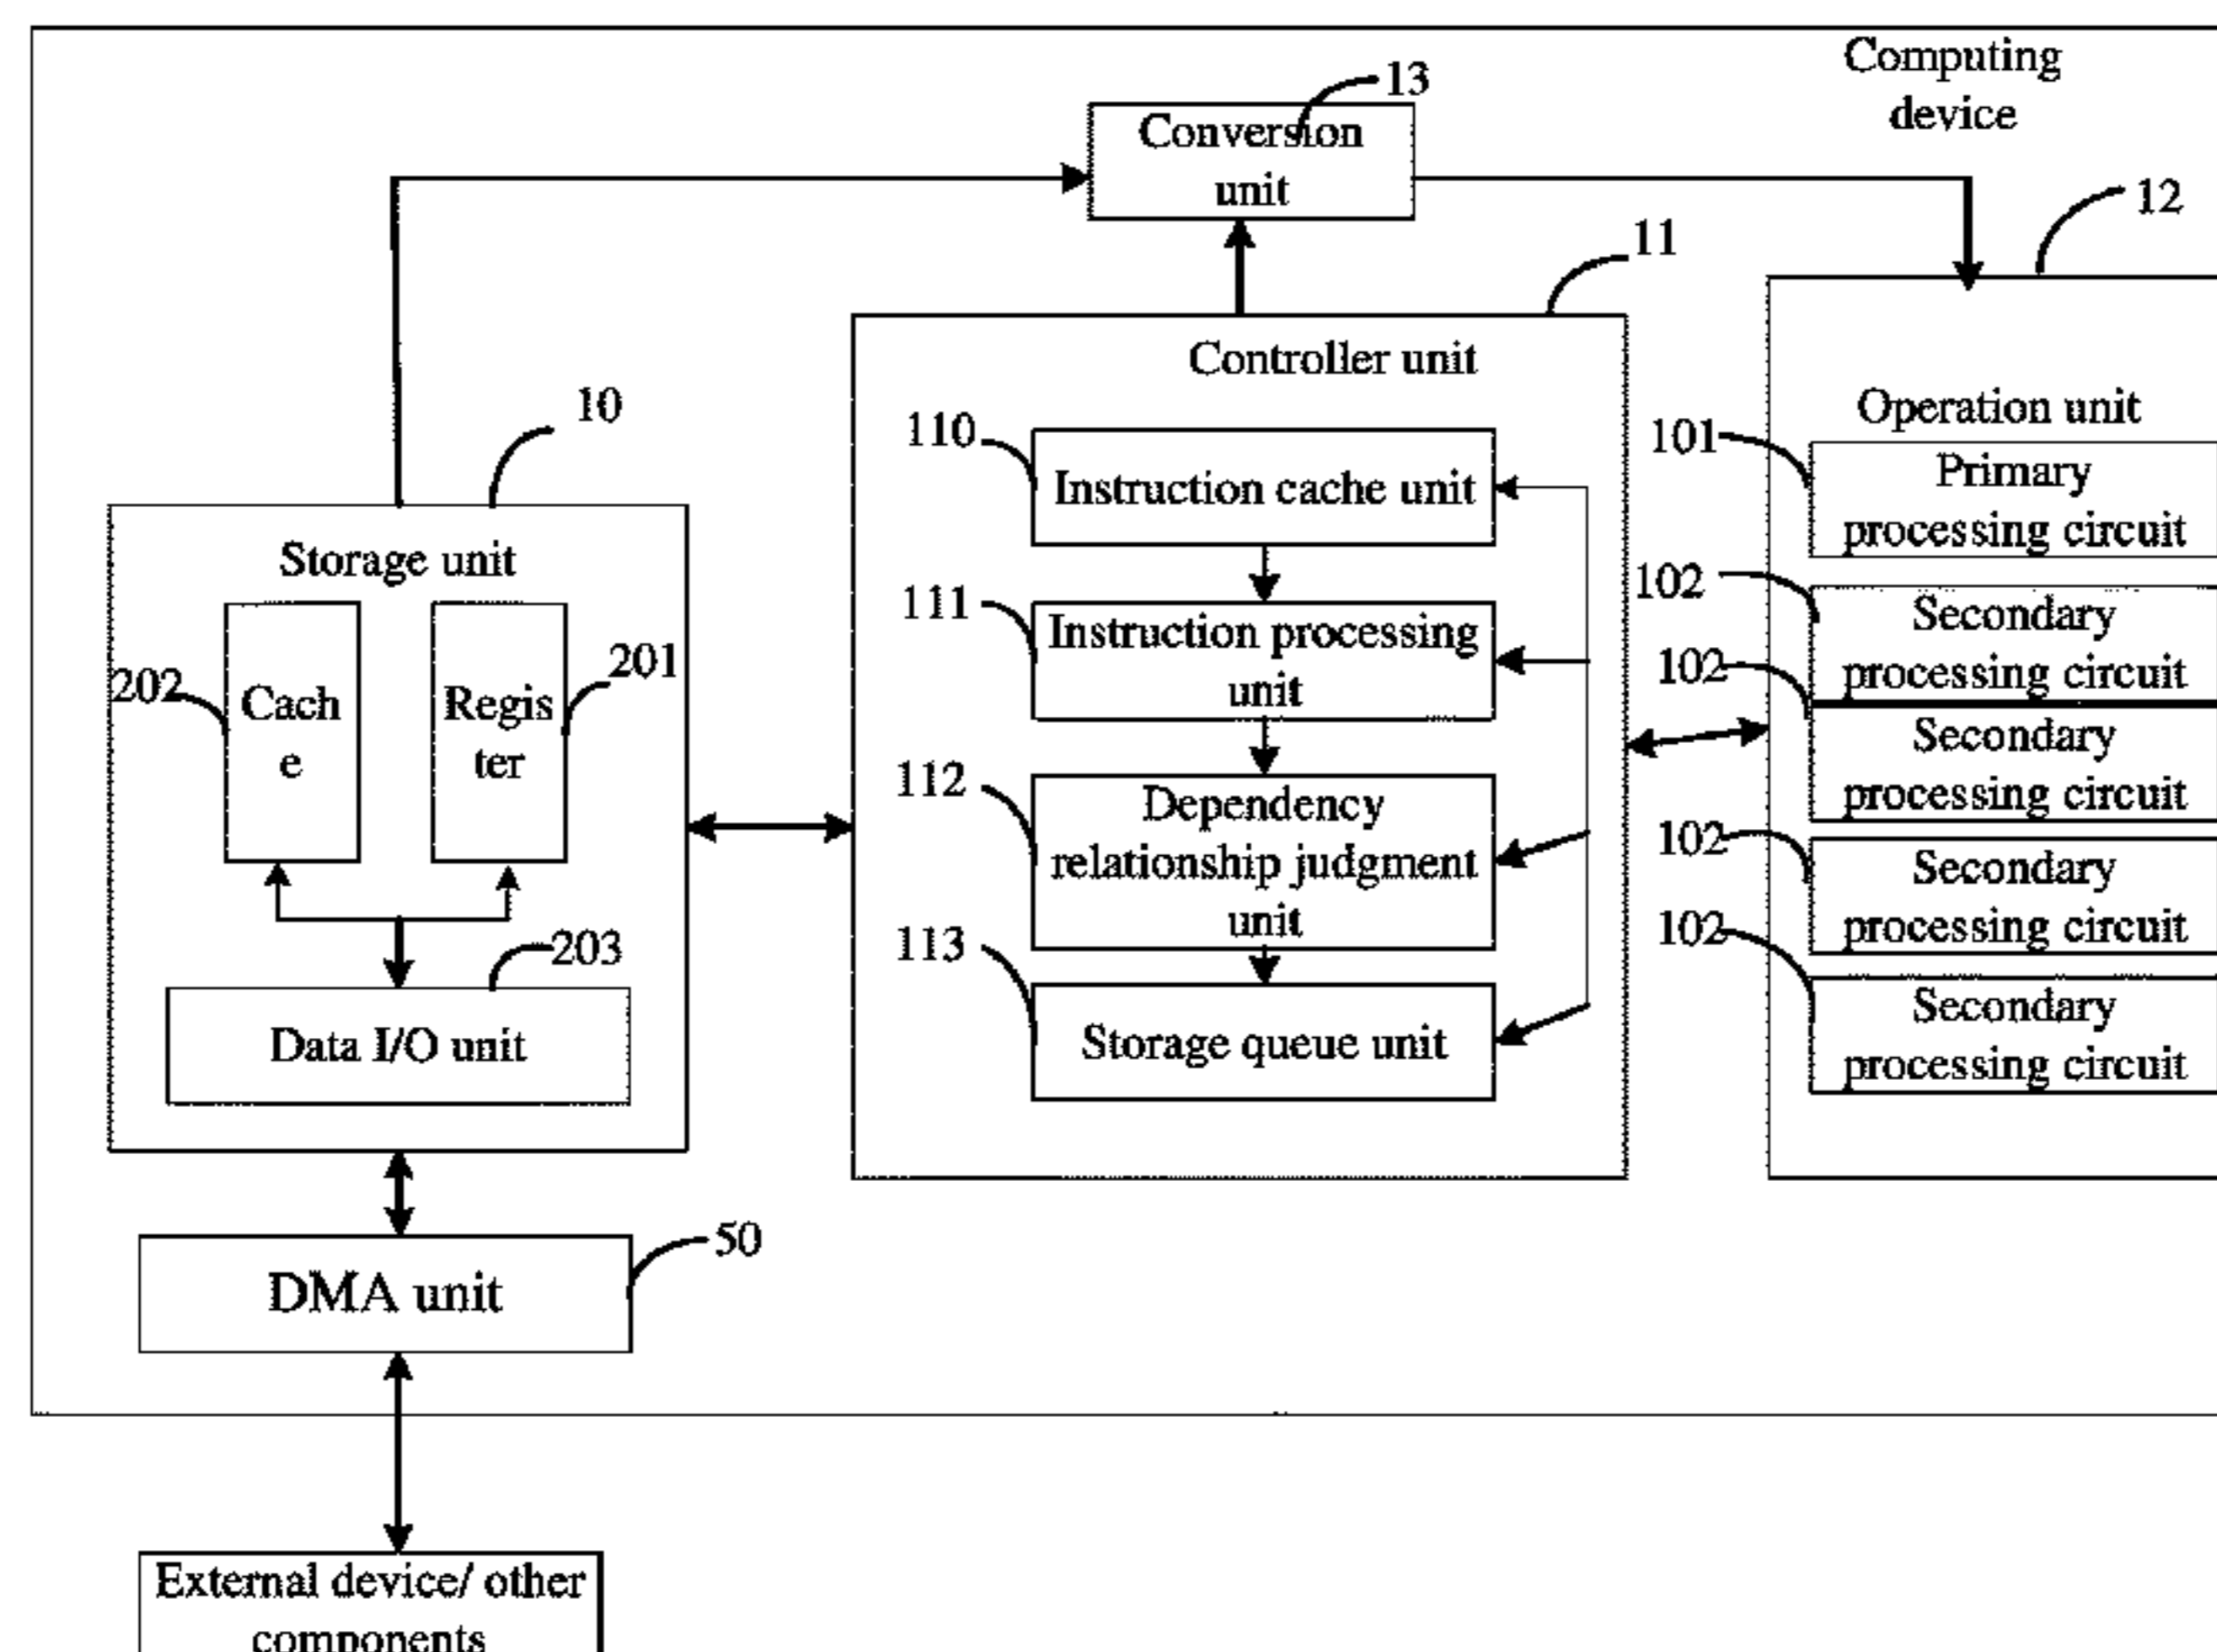 Computing
device
13
Conversion
unit
12
11
Controller unit
10
Operation unit
110
Instruction cache unit
101
Primary
processing circuit
Storage unit
111
Instruction processing
unit
102
Secondary
processing circuit
202
Cach
e
201
Regis
ter
102
Secondary
processing circuit
112
Dependency
relationship judgment
unit
102
Secondary
processing circuit
113
Storage queue unit
102
Secondary
processing circuit
203
Data I/O unit
50
DMA unit
External device/ other
components